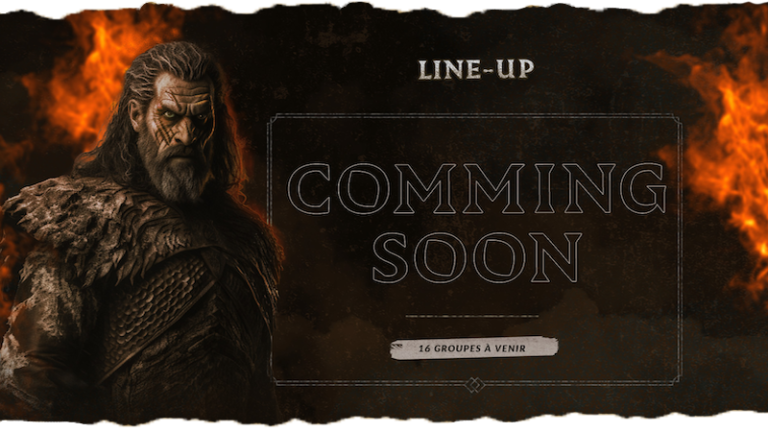 LINE-UP
COMMING
SOON
16 GROUPES À VENIR